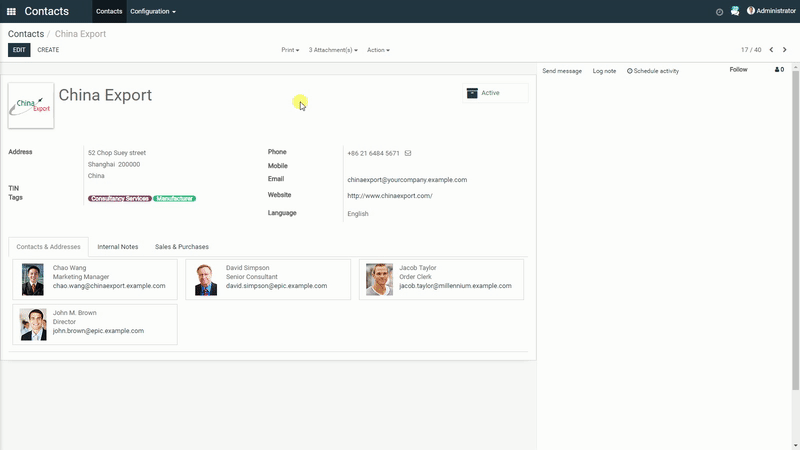 Contacts Contacts Configuration Administrator
Contacts / China Export
EDIT CREATE Print 3 Attachment(s) Action 17 / 40
Send message Log note Schedule activity Follow 0
China Export
China Export
Active
Address 52 Chop Suey street
Shanghai 200000
China
TIN
Tags Consultancy Services Manufacturer
Phone +86 21 6484 5671
Mobile
Email chinaexport@yourcompany.example.com
Website http://www.chinaexport.com/
Language English
Contacts & Addresses Internal Notes Sales & Purchases
Chao Wang
Marketing Manager
chao.wang@chinaexport.example.com
David Simpson
Senior Consultant
david.simpson@epic.example.com
Jacob Taylor
Order Clerk
jacob.taylor@millennium.example.com
John M. Brown
Director
john.brown@epic.example.com